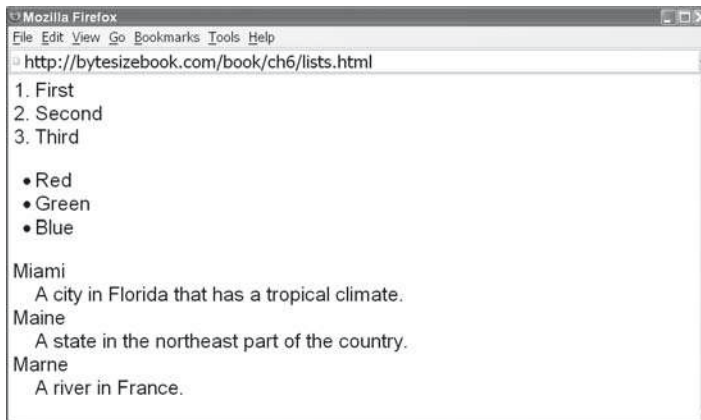 Mozilla Firefox
File Edit View Go Bookmarks Tools Help
http://bytesizebook.com/book/ch6/lists.html
1. First
2. Second
3. Third
• Red
• Green
• Blue
Miami
A city in Florida that has a tropical climate.
Maine
A state in the northeast part of the country.
Marne
A river in France.